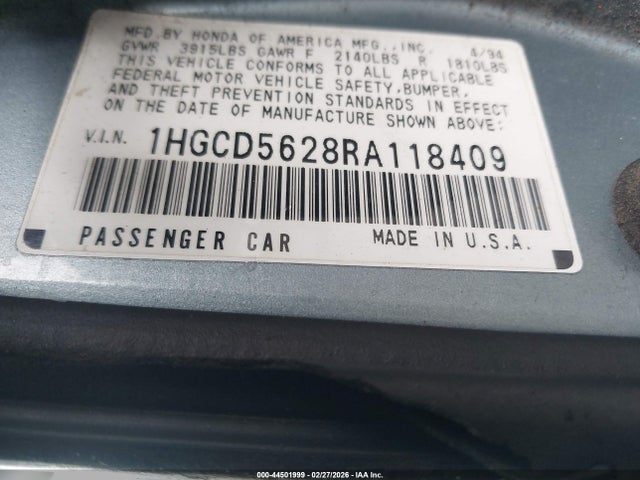 MFD. BY HONDA OF AMERICA MFG., INC. 4/94
GVWR 3915LBS GAWR F 2140LBS R 1810LBS
THIS VEHICLE CONFORMS TO ALL APPLICABLE
FEDERAL MOTOR VEHICLE SAFETY, BUMPER,
AND THEFT PREVENTION STANDARDS IN EFFECT
ON THE DATE OF MANUFACTURE SHOWN ABOVE:
V.I.N. 1HGCD5628RA118409
PASSENGER CAR MADE IN U.S.A.
000-44501999 — 02/27/2026 — IAA Inc.